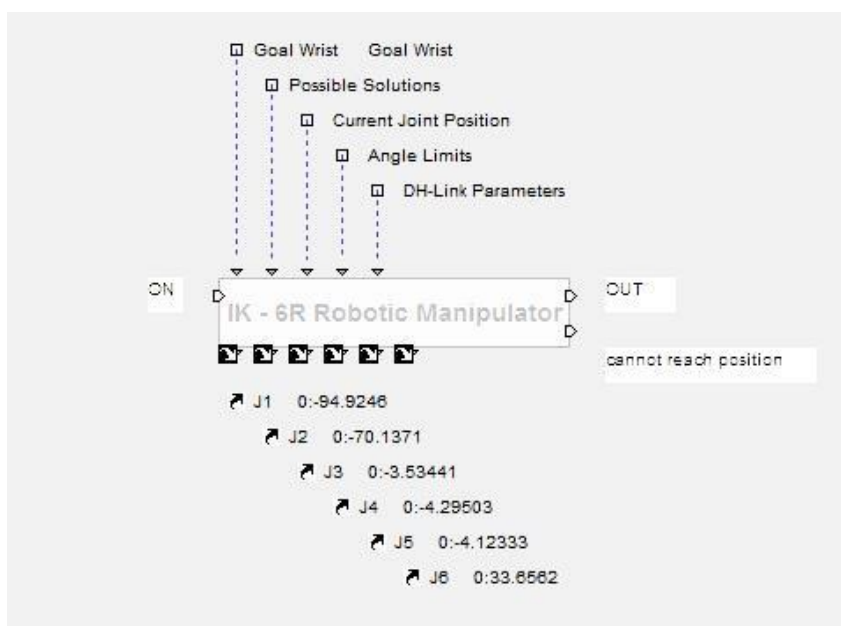 Goal Wrist Goal Wrist
Possible Solutions
Current Joint Position
Angle Limits
DH-Link Parameters
ON
IK - 6R Robotic Manipulator
OUT
cannot reach position
J1 0:-94.9246
J2 0:-70.1371
J3 0:-3.53441
J4 0:-4.29503
J5 0:-4.12333
J6 0:33.6562